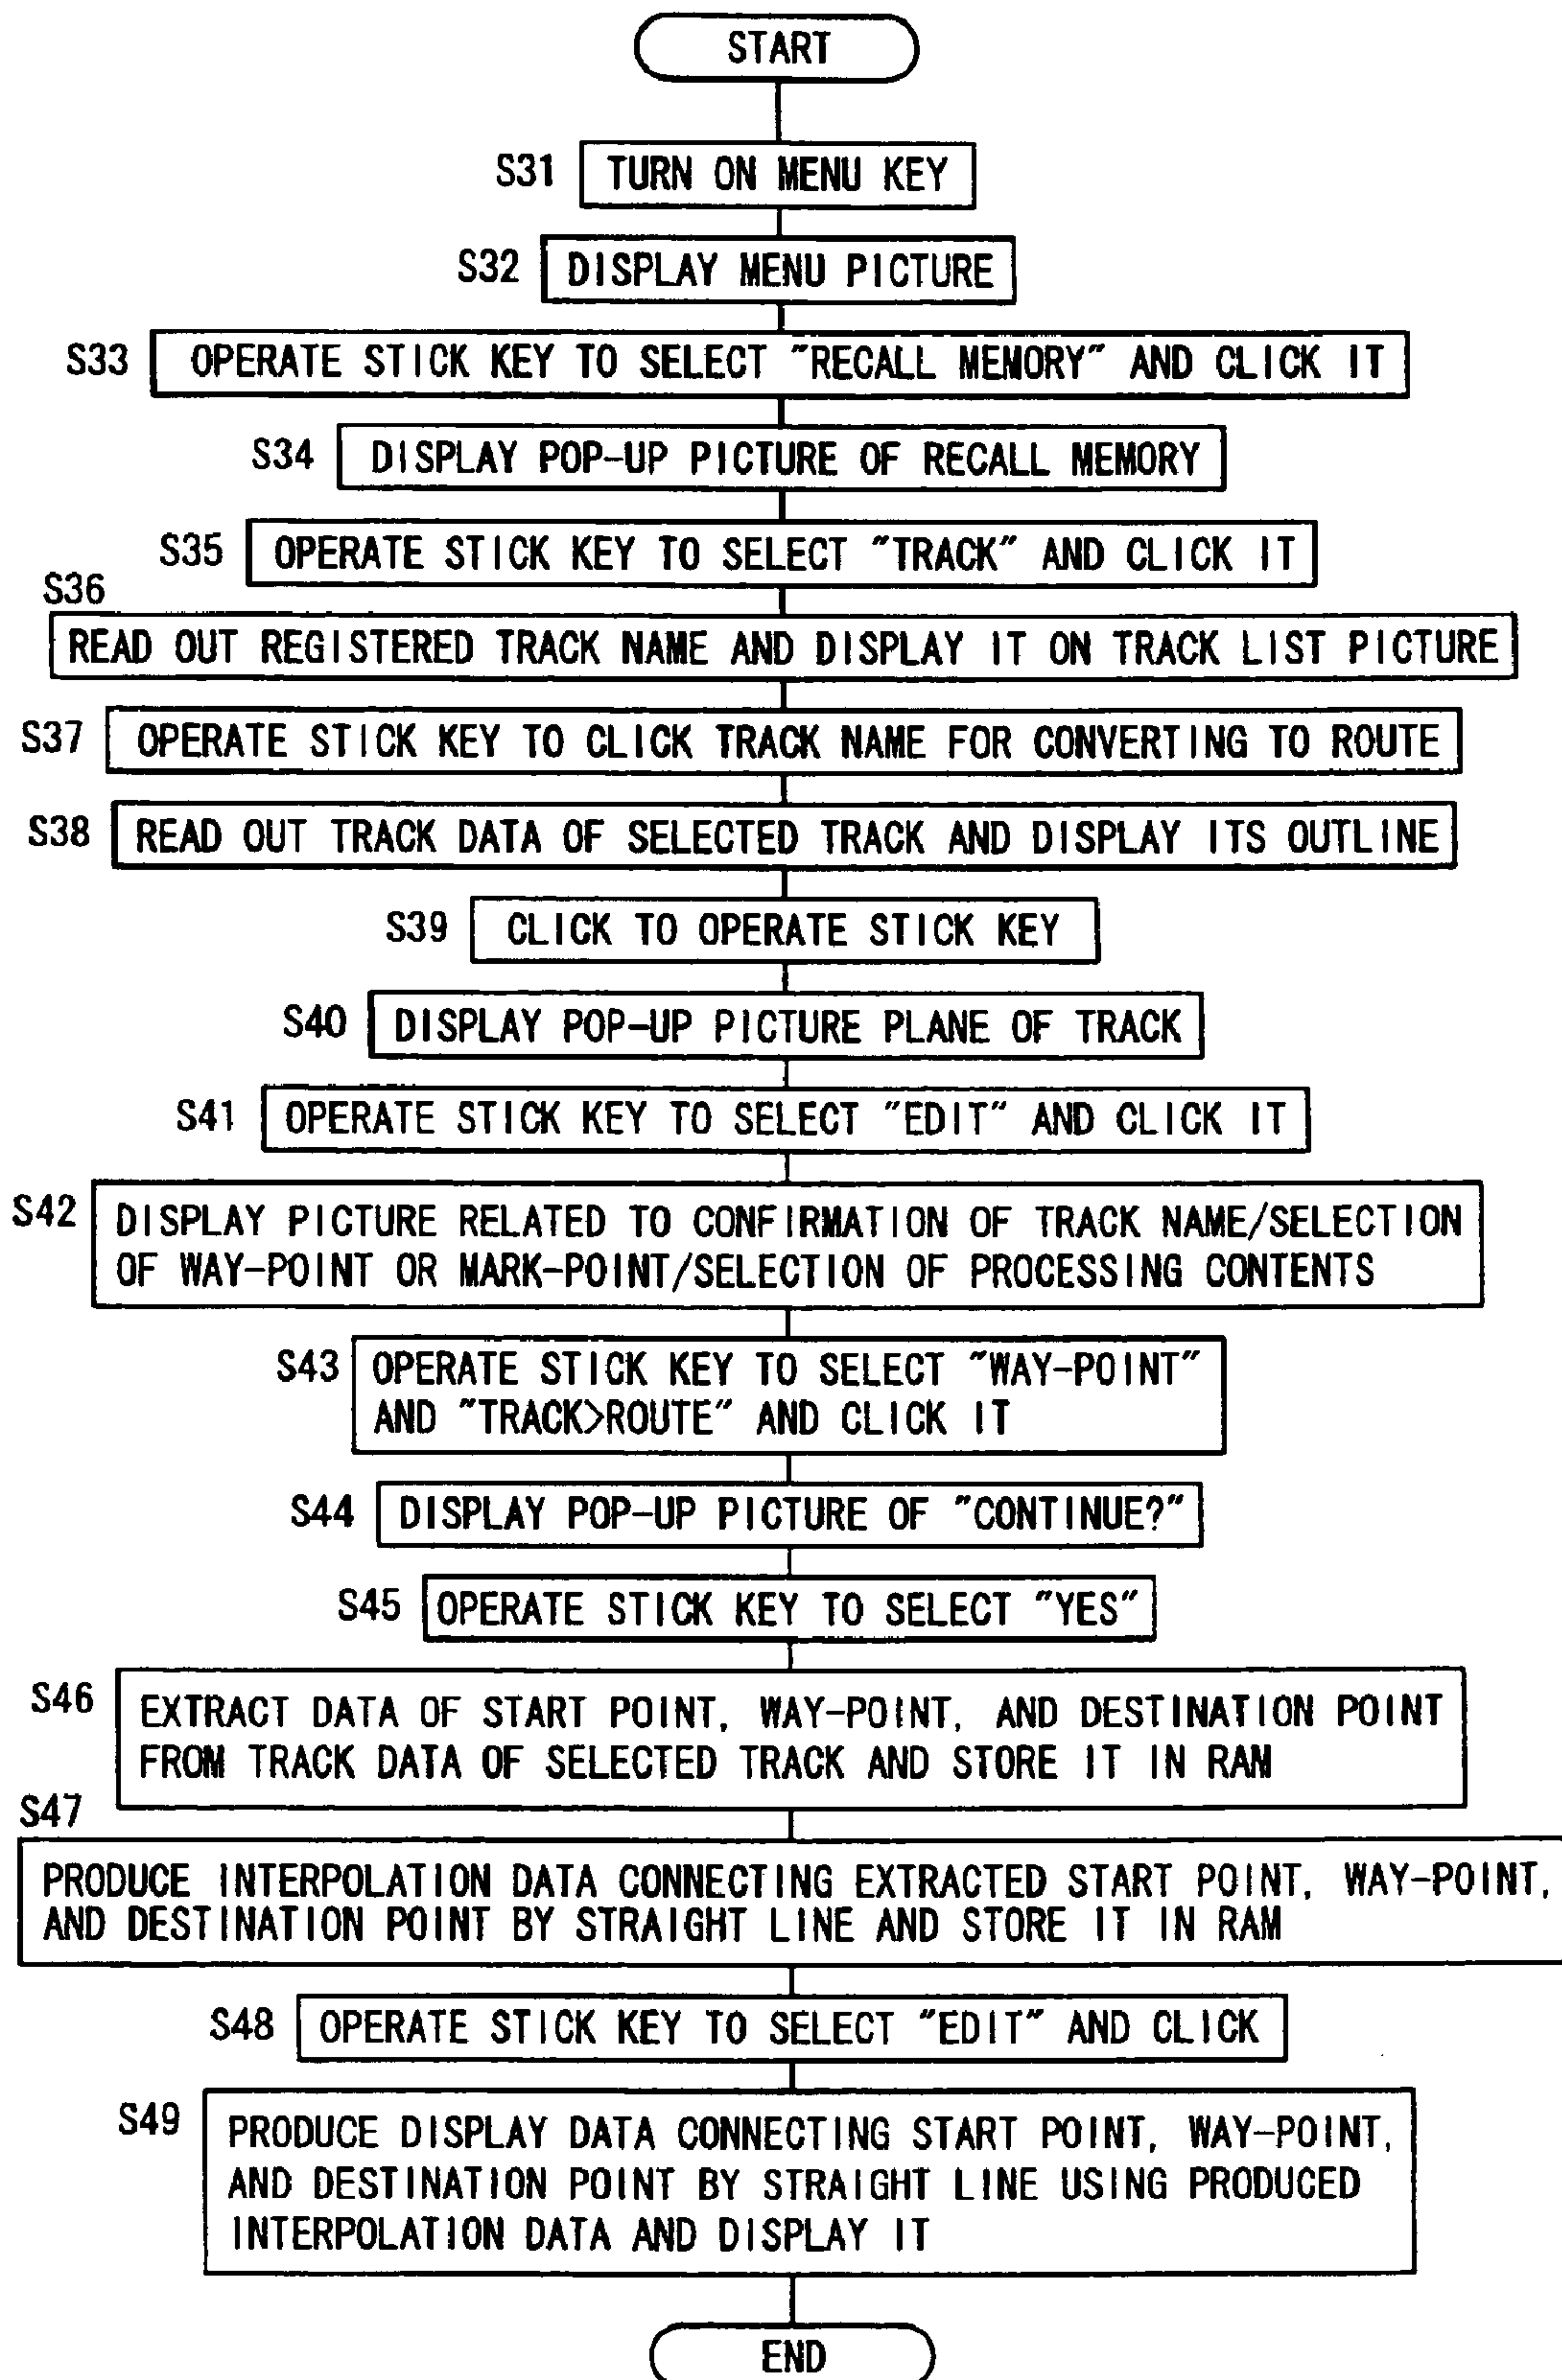 START
S31 TURN ON MENU KEY
S32 DISPLAY MENU PICTURE
S33 OPERATE STICK KEY TO SELECT "RECALL MEMORY" AND CLICK IT
S34 DISPLAY POP-UP PICTURE OF RECALL MEMORY
S35 OPERATE STICK KEY TO SELECT "TRACK" AND CLICK IT
S36
READ OUT REGISTERED TRACK NAME AND DISPLAY IT ON TRACK LIST PICTURE
S37 OPERATE STICK KEY TO CLICK TRACK NAME FOR CONVERTING TO ROUTE
S38 READ OUT TRACK DATA OF SELECTED TRACK AND DISPLAY ITS OUTLINE
S39 CLICK TO OPERATE STICK KEY
S40 DISPLAY POP-UP PICTURE PLANE OF TRACK
S41 OPERATE STICK KEY TO SELECT "EDIT" AND CLICK IT
S42 DISPLAY PICTURE RELATED TO CONFIRMATION OF TRACK NAME/SELECTION
OF WAY-POINT OR MARK-POINT/SELECTION OF PROCESSING CONTENTS
S43 OPERATE STICK KEY TO SELECT "WAY-POINT"
AND "TRACK>ROUTE" AND CLICK IT
S44 DISPLAY POP-UP PICTURE OF "CONTINUE?"
S45 OPERATE STICK KEY TO SELECT "YES"
S46 EXTRACT DATA OF START POINT, WAY-POINT, AND DESTINATION POINT
FROM TRACK DATA OF SELECTED TRACK AND STORE IT IN RAM
S47
PRODUCE INTERPOLATION DATA CONNECTING EXTRACTED START POINT, WAY-POINT,
AND DESTINATION POINT BY STRAIGHT LINE AND STORE IT IN RAM
S48 OPERATE STICK KEY TO SELECT "EDIT" AND CLICK
S49 PRODUCE DISPLAY DATA CONNECTING START POINT, WAY-POINT,
AND DESTINATION POINT BY STRAIGHT LINE USING PRODUCED
INTERPOLATION DATA AND DISPLAY IT
END